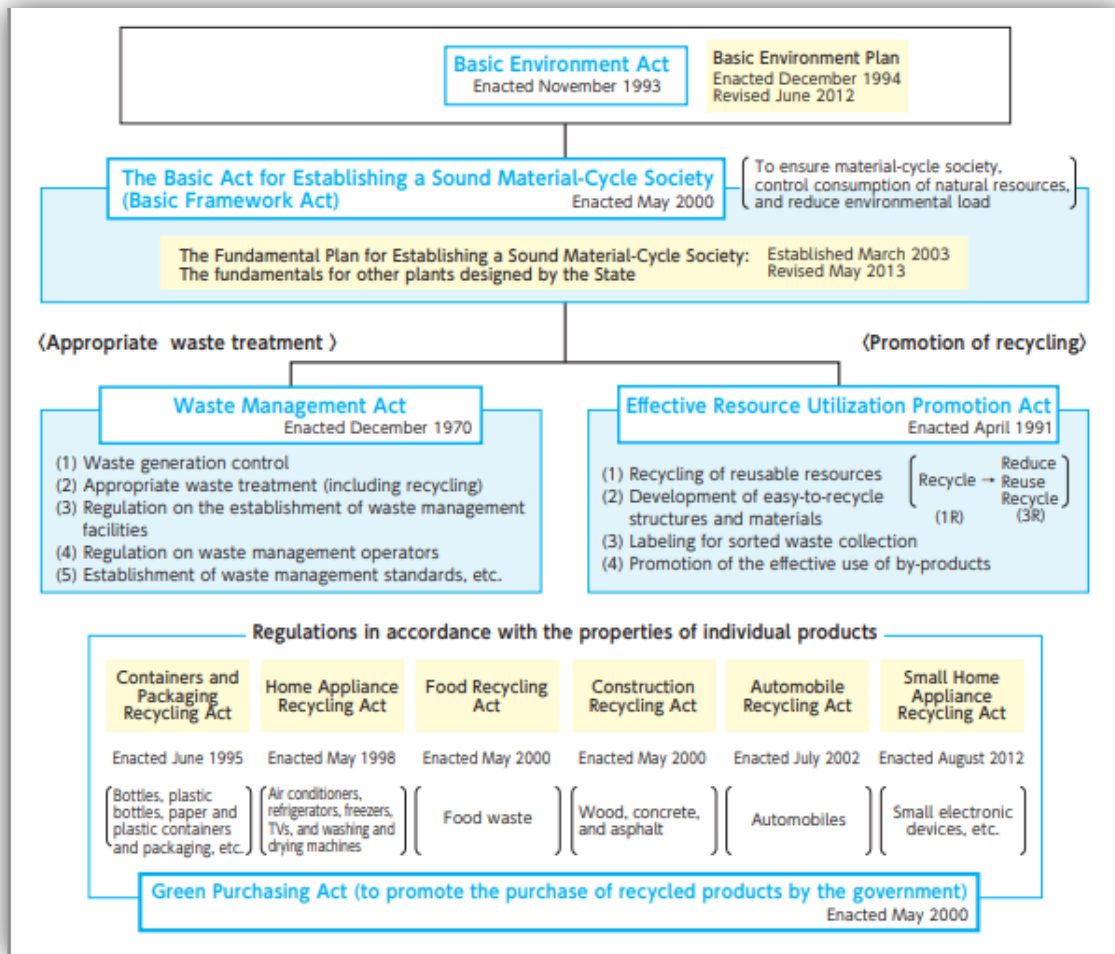 Basic Environment Act
Enacted November 1993
Basic Environment Plan
Enacted December 1994
Revised June 2012
The Basic Act for Establishing a Sound Material-Cycle Society
(Basic Framework Act)
Enacted May 2000
To ensure material-cycle society,
control consumption of natural resources,
and reduce environmental load
The Fundamental Plan for Establishing a Sound Material-Cycle Society:
The fundamentals for other plants designed by the State
Established March 2003
Revised May 2013
〈Appropriate waste treatment 〉
〈Promotion of recycling〉
Waste Management Act
Enacted December 1970
(1) Waste generation control
(2) Appropriate waste treatment (including recycling)
(3) Regulation on the establishment of waste management
facilities
(4) Regulation on waste management operators
(5) Establishment of waste management standards, etc.
Effective Resource Utilization Promotion Act
Enacted April 1991
(1) Recycling of reusable resources
(2) Development of easy-to-recycle
structures and materials
(3) Labeling for sorted waste collection
(4) Promotion of the effective use of by-products
Recycle →
(1R)
Reduce
Reuse
Recycle
(3R)
Regulations in accordance with the properties of individual products
Containers and
Packaging
Recycling Act
Enacted June 1995
Bottles, plastic
bottles, paper and
plastic containers
and packaging, etc.
Home Appliance
Recycling Act
Enacted May 1998
Air conditioners,
refrigerators, freezers,
TVs, and washing and
drying machines
Food Recycling
Act
Enacted May 2000
Food waste
Construction
Recycling Act
Enacted May 2000
Wood, concrete,
and asphalt
Automobile
Recycling Act
Enacted July 2002
Automobiles
Small Home
Appliance
Recycling Act
Enacted August 2012
Small electronic
devices, etc.
Green Purchasing Act (to promote the purchase of recycled products by the government)
Enacted May 2000